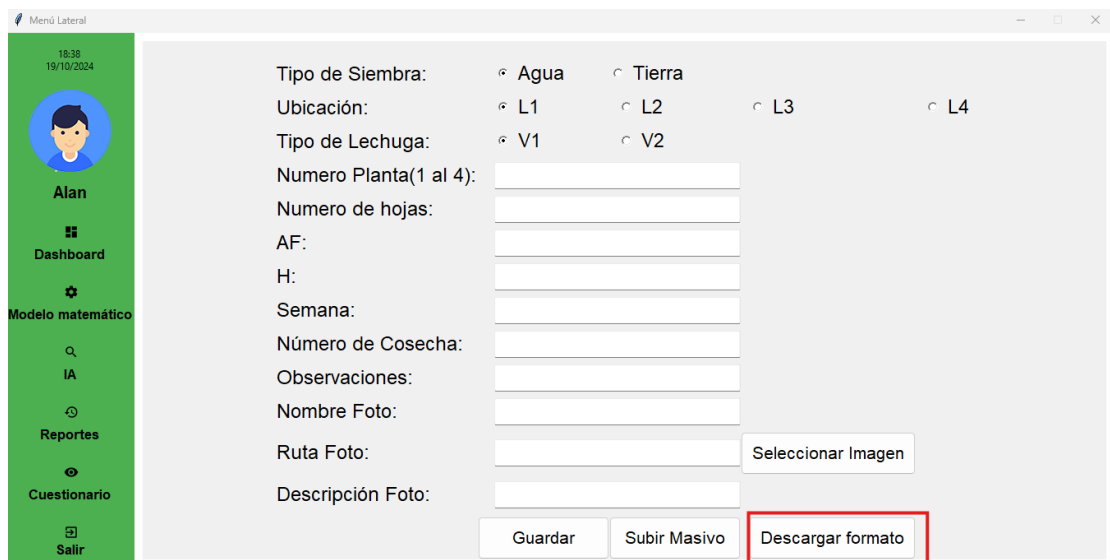 Menú Lateral
18:38
19/10/2024
Alan
Dashboard
Modelo matemático
IA
Reportes
Cuestionario
Salir
Tipo de Siembra: Agua Tierra
Ubicación: L1 L2 L3 L4
Tipo de Lechuga: V1 V2
Numero Planta(1 al 4):
Numero de hojas:
AF:
H:
Semana:
Número de Cosecha:
Observaciones:
Nombre Foto:
Ruta Foto: Seleccionar Imagen
Descripción Foto:
Guardar Subir Masivo Descargar formato